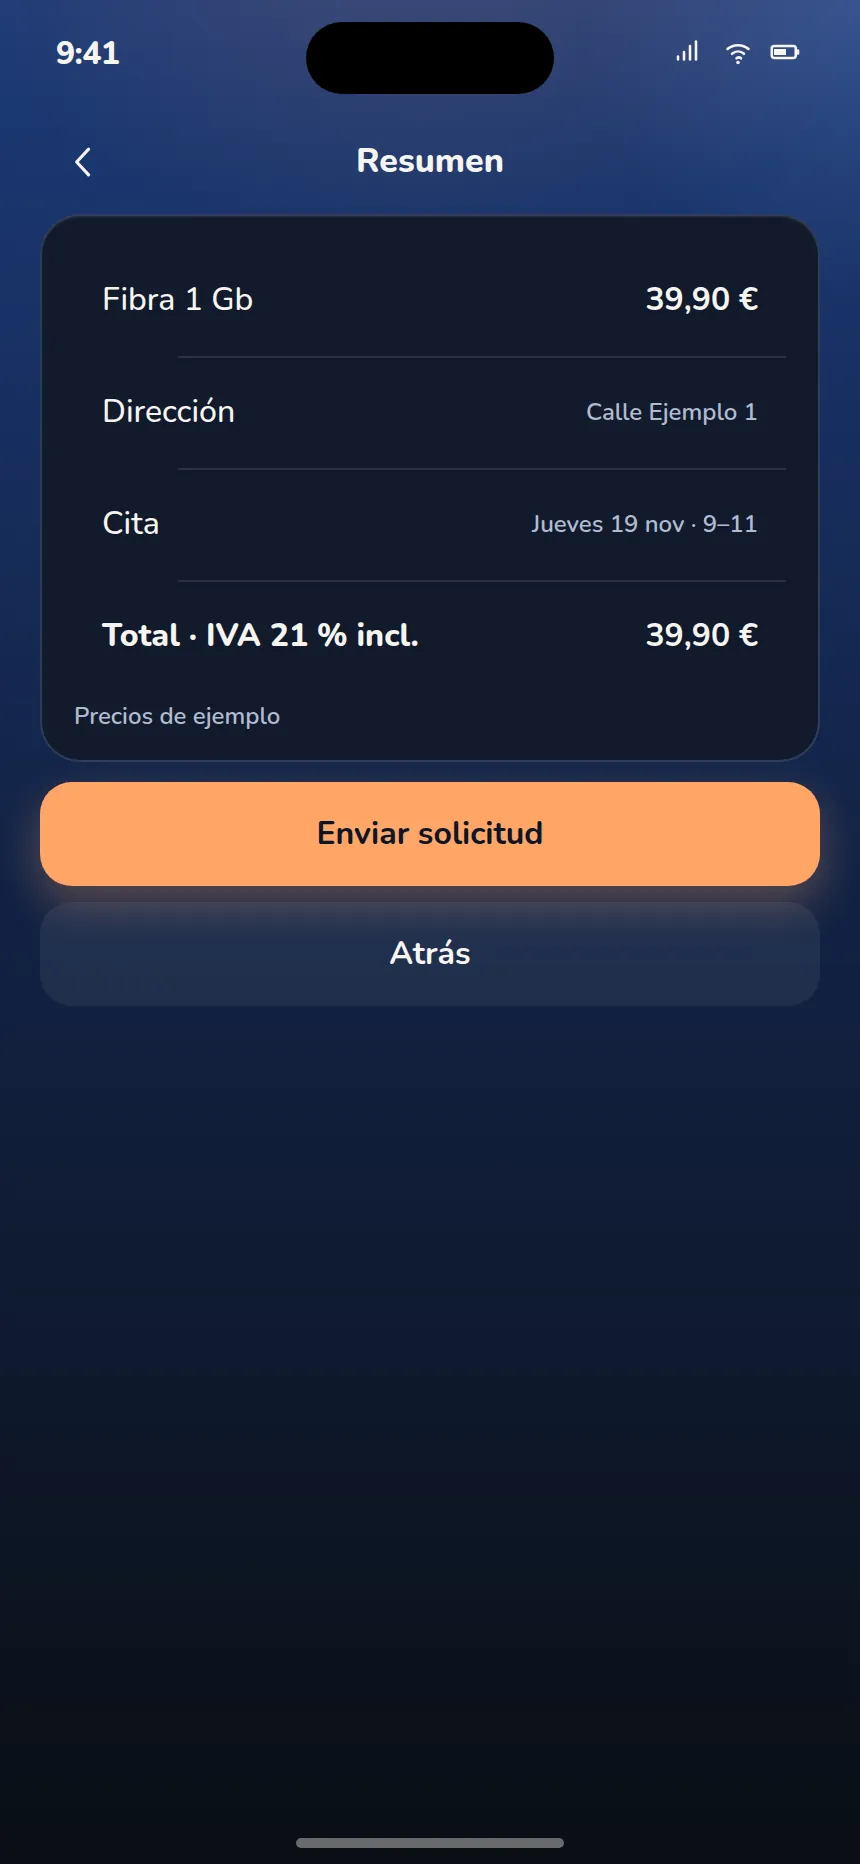 9:41
Resumen
Fibra 1 Gb 39,90 €
Dirección Calle Ejemplo 1
Cita Jueves 19 nov · 9–11
Total · IVA 21 % incl. 39,90 €
Precios de ejemplo
Enviar solicitud
Atrás